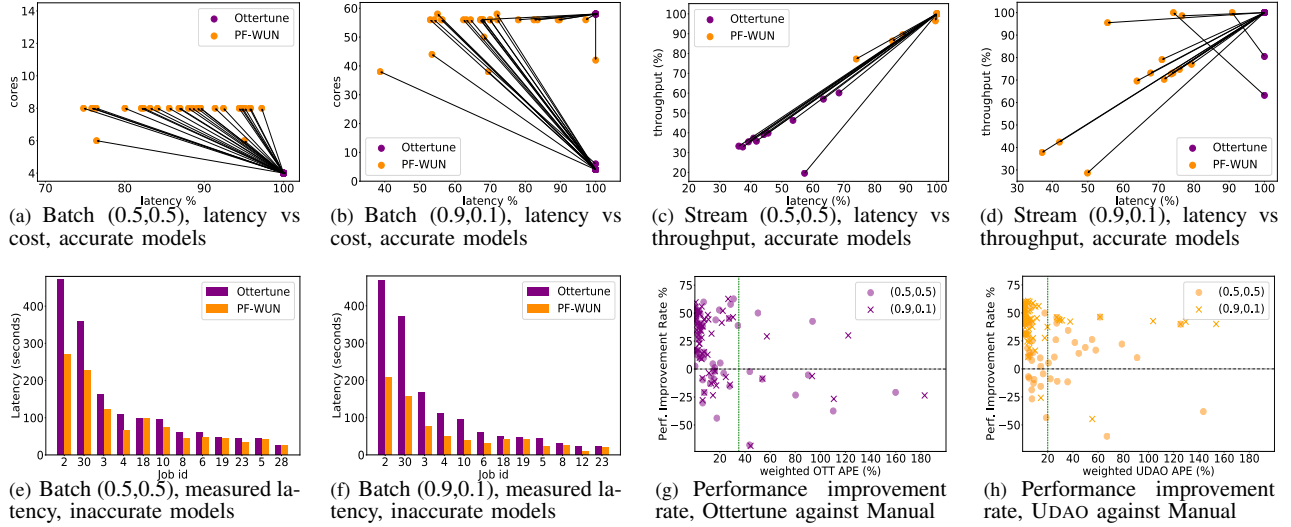 14
12
10
8
6
4
cores
70
80
90
100
latency %
Ottertune
PF-WUN
(a) Batch (0.5,0.5), latency vs
cost, accurate models
60
50
40
30
20
10
0
cores
40
50
60
70
80
90
100
latency %
Ottertune
PF-WUN
(b) Batch (0.9,0.1), latency vs
cost, accurate models
100
90
80
70
60
50
40
30
20
throughput (%)
20
40
60
80
100
latency (%)
Ottertune
PF-WUN
(c) Stream (0.5,0.5), latency vs
throughput, accurate models
100
90
80
70
60
50
40
30
throughput (%)
30
40
50
60
70
80
90
100
latency (%)
Ottertune
PF-WUN
(d) Stream (0.9,0.1), latency vs
throughput, accurate models
400
300
200
100
0
Latency (seconds)
2 30 3 4 18 10 8 6 19 23 5 28
Job id
Ottertune
PF-WUN
(e) Batch (0.5,0.5), measured la-
tency, inaccurate models
400
300
200
100
0
Latency (seconds)
2 30 3 4 10 6 18 19 5 8 12 23
Job id
Ottertune
PF-WUN
(f) Batch (0.9,0.1), measured la-
tency, inaccurate models
75
50
25
0
−25
−50
Perf. Improvement Rate %
20 40 60 80 100 120 140 160 180
weighted OTT APE (%)
(0.5,0.5)
(0.9,0.1)
(g) Performance improvement
rate, Ottertune against Manual
75
50
25
0
−25
−50
Perf. Improvement Rate %
20 40 60 80 100 120 140 160 180
weighted UDAO APE (%)
(0.5,0.5)
(0.9,0.1)
(h) Performance improvement
rate, UDAO against Manual